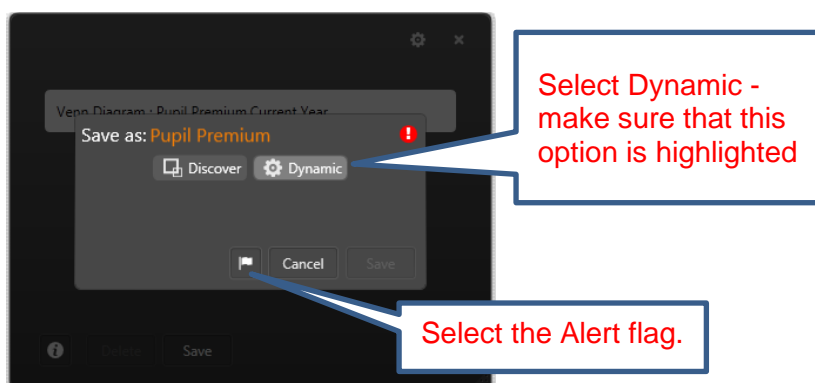 Venn Diagram : Pupil Premium Current Year
Save as: Pupil Premium
Discover
Dynamic
Cancel
Save
Delete
Save
Select Dynamic -
make sure that this
option is highlighted
Select the Alert flag.